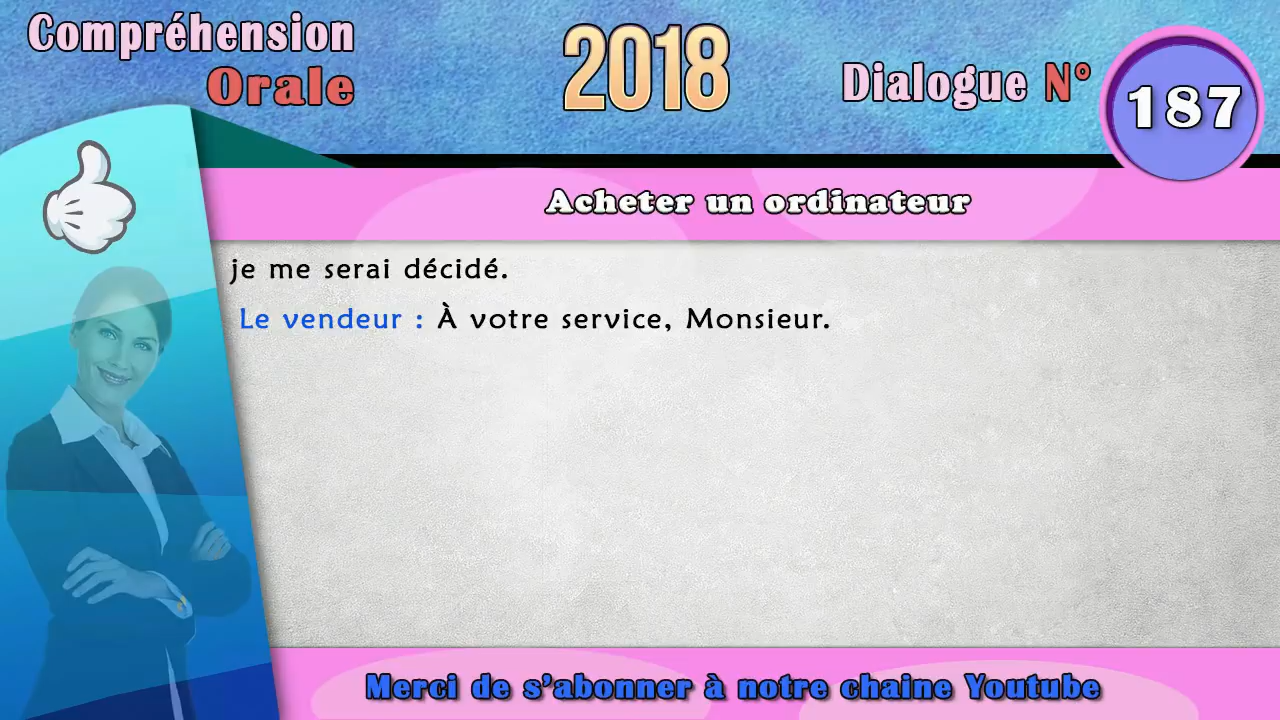 Compréhension
Orale
2018
Dialogue N°
187
Acheter un ordinateur
je me serai décidé.
Le vendeur : À votre service, Monsieur.
Merci de s'abonner à notre chaine Youtube